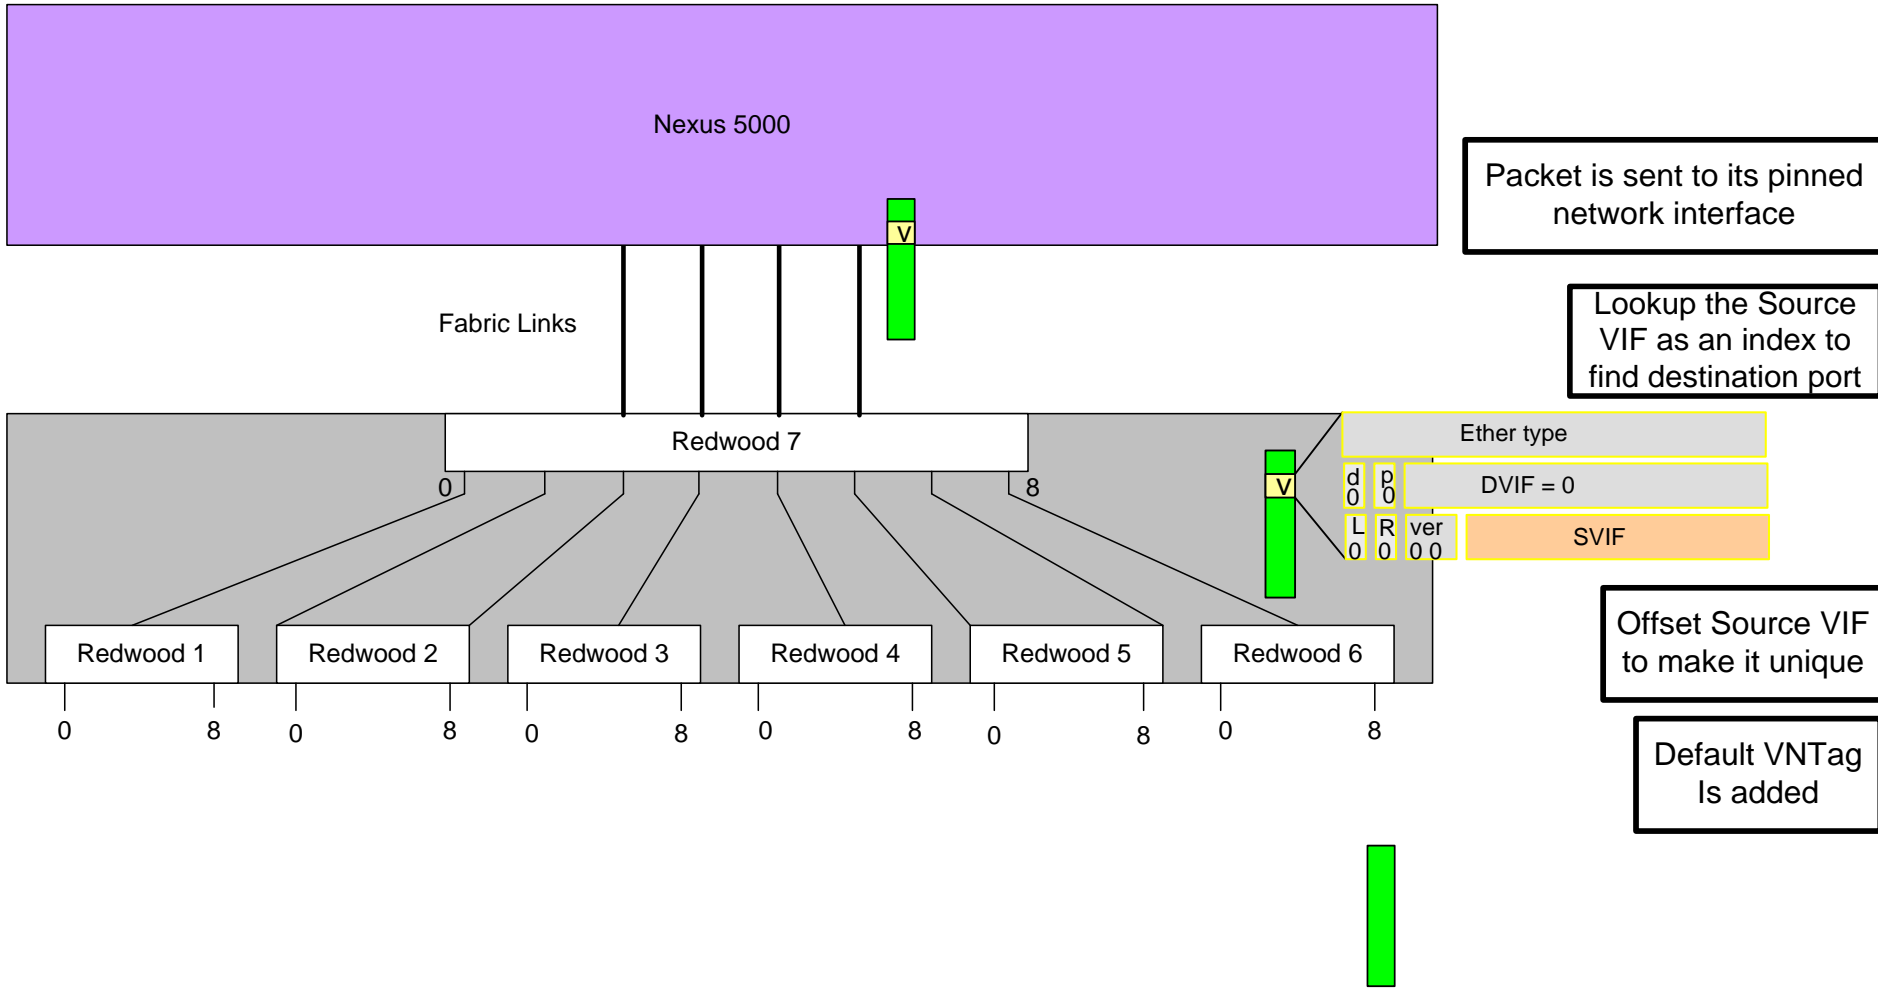 Nexus 5000
V
Packet is sent to its pinned
network interface
Fabric Links
Lookup the Source
VIF as an index to
find destination port
Redwood 7
0
8
V
Ether type
d
0
p
0
DVIF = 0
L
0
R
0
ver
0 0
SVIF
Redwood 1
Redwood 2
Redwood 3
Redwood 4
Redwood 5
Redwood 6
Offset Source VIF
to make it unique
0
8
0
8
0
8
0
8
0
8
0
8
Default VNTag
Is added